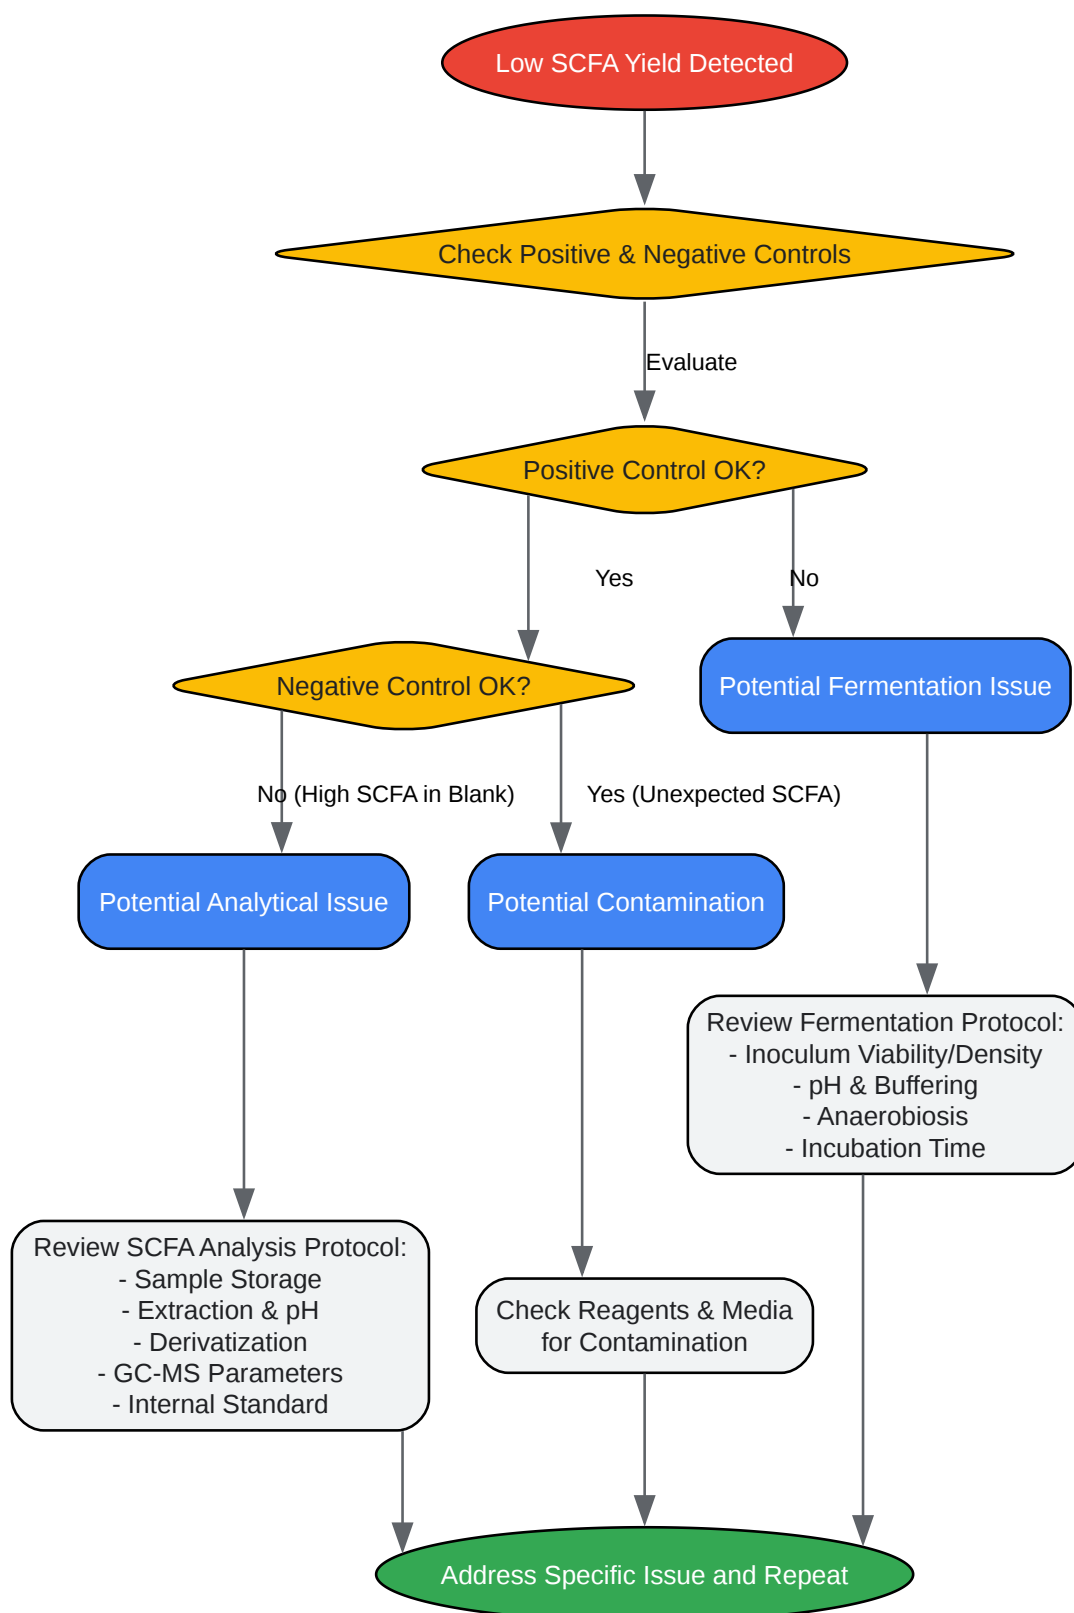 Low SCFA Yield Detected
Check Positive & Negative Controls
Evaluate
Positive Control OK?
Yes
No
Negative Control OK?
Potential Fermentation Issue
No (High SCFA in Blank)
Yes (Unexpected SCFA)
Potential Analytical Issue
Potential Contamination
Review Fermentation Protocol:
- Inoculum Viability/Density
- pH & Buffering
- Anaerobiosis
- Incubation Time
Review SCFA Analysis Protocol:
- Sample Storage
- Extraction & pH
- Derivatization
- GC-MS Parameters
- Internal Standard
Check Reagents & Media
for Contamination
Address Specific Issue and Repeat